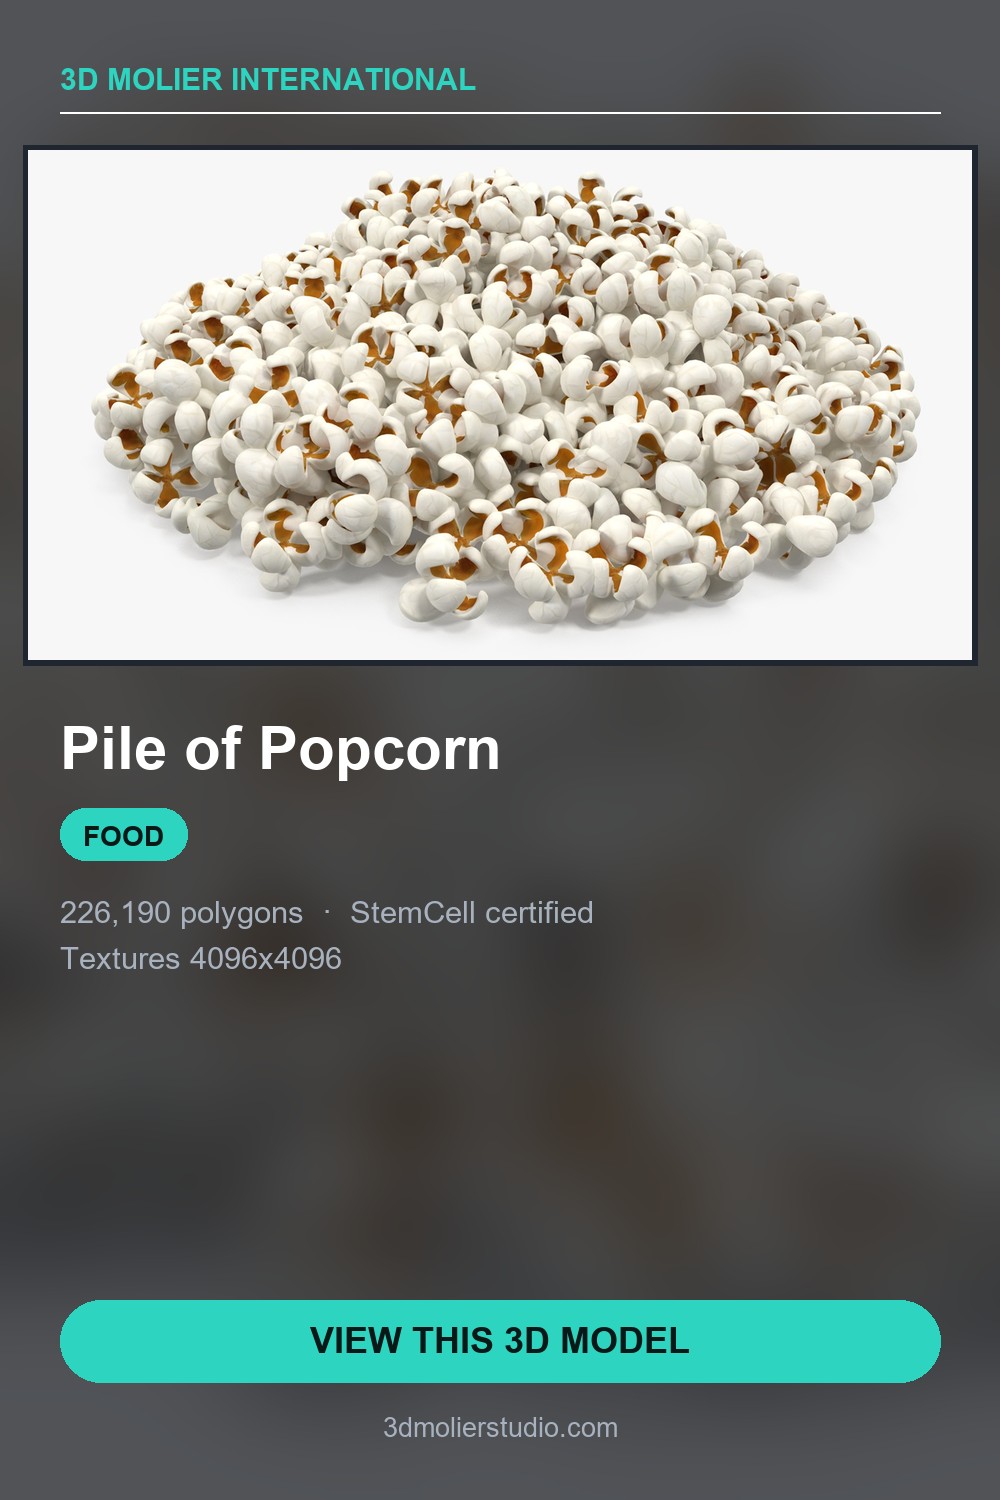 3D MOLIER INTERNATIONAL
Pile of Popcorn
FOOD
226,190 polygons · StemCell certified
Textures 4096x4096
VIEW THIS 3D MODEL
3dmolierstudio.com